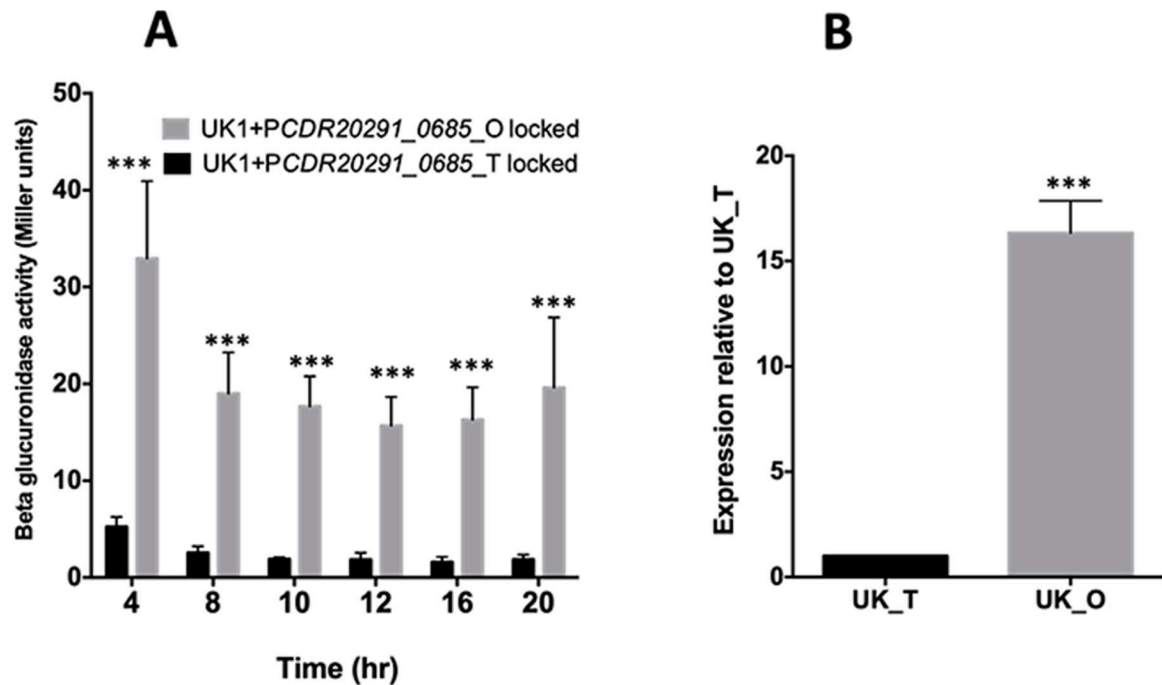 A
Beta glucuronidase activity (Miller units)
50
40
30
20
10
0
UK1+PCDR20291_0685_O locked
UK1+PCDR20291_0685_T locked
***
***
***
***
***
***
4 8 10 12 16 20
Time (hr)
B
Expression relative to UK_T
20
15
10
5
0
***
UK_T UK_O